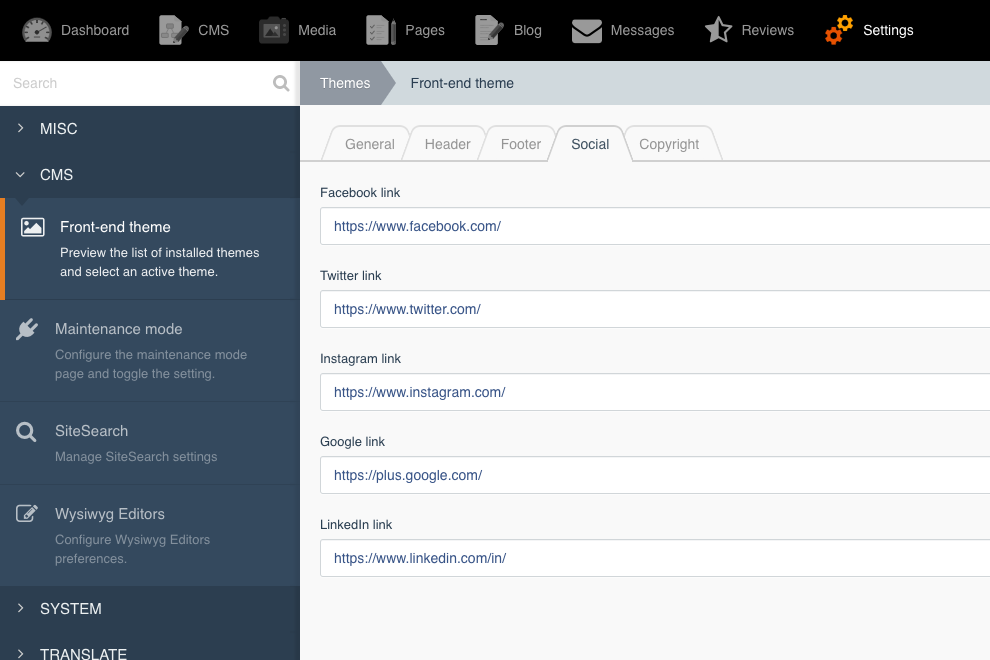 Dashboard CMS Media Pages Blog Messages Reviews Settings
Search
Themes Front-end theme
MISC
CMS
Front-end theme
Preview the list of installed themes
and select an active theme.
Maintenance mode
Configure the maintenance mode
page and toggle the setting.
SiteSearch
Manage SiteSearch settings
Wysiwyg Editors
Configure Wysiwyg Editors
preferences.
SYSTEM
TRANSLATE
General Header Footer Social Copyright
Facebook link
https://www.facebook.com/
Twitter link
https://www.twitter.com/
Instagram link
https://www.instagram.com/
Google link
https://plus.google.com/
LinkedIn link
https://www.linkedin.com/in/